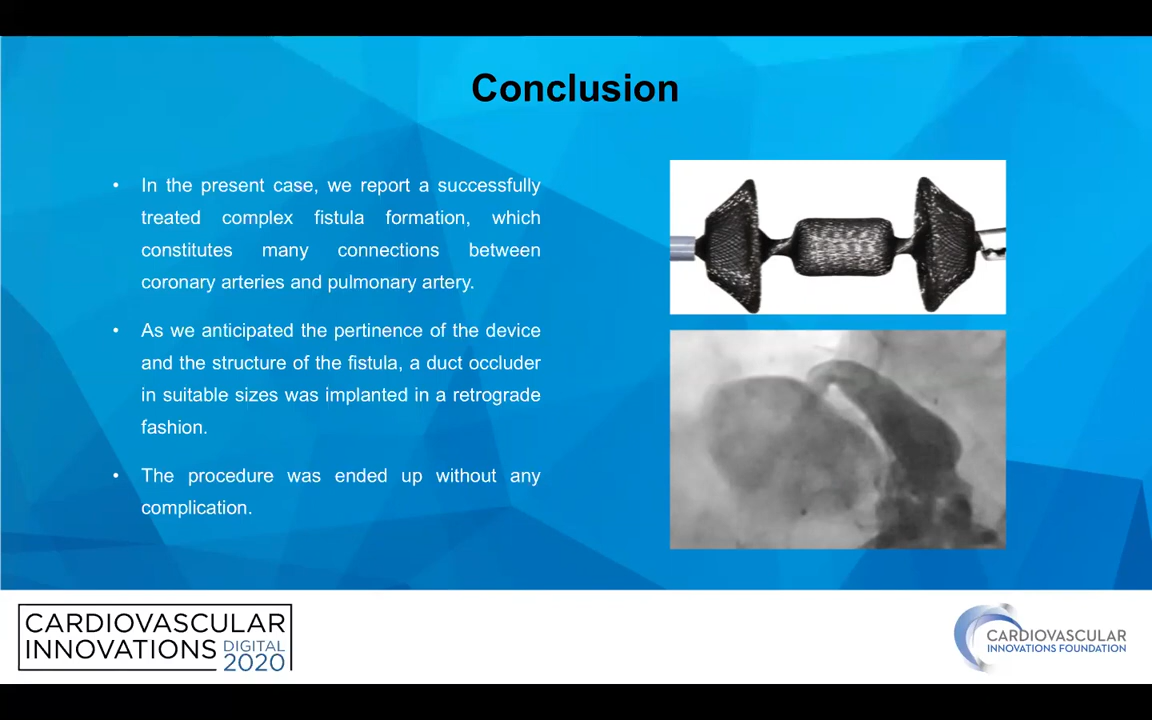 Conclusion
• In the present case, we report a successfully
treated complex fistula formation, which
constitutes many connections between
coronary arteries and pulmonary artery.
• As we anticipated the pertinence of the device
and the structure of the fistula, a duct occluder
in suitable sizes was implanted in a retrograde
fashion.
• The procedure was ended up without any
complication.
CARDIOVASCULAR
INNOVATIONS DIGITAL
2020
CARDIOVASCULAR
INNOVATIONS FOUNDATION